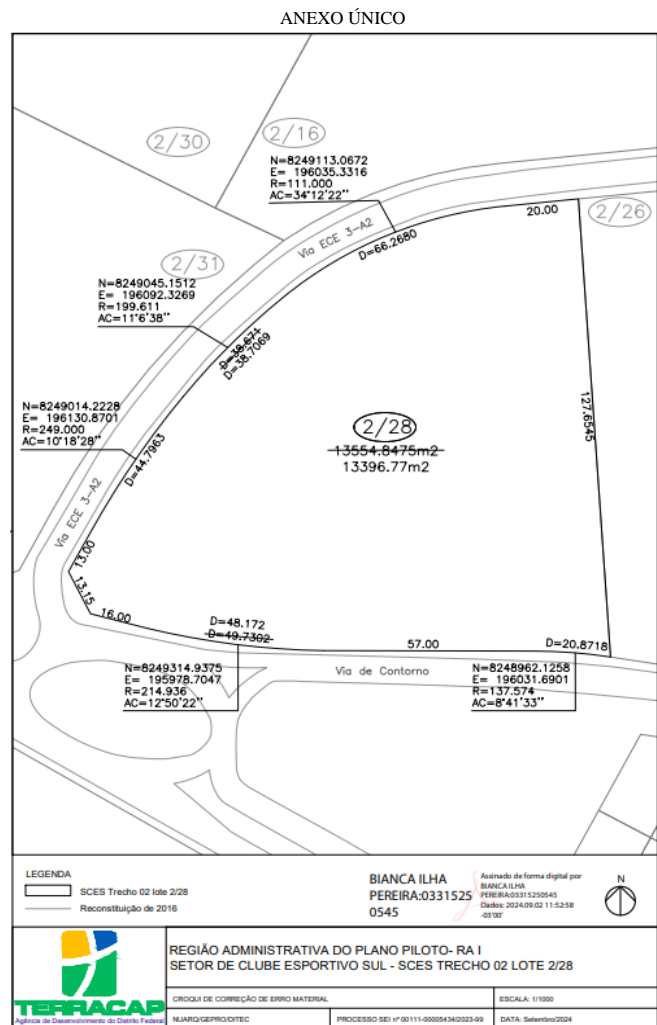 ANEXO ÚNICO
2/30
2/16
N=8249113.0672
E= 196035.3316
R=111.000
AC=34°12'22''
20.00
2/26
Via ECE 3-A2
D=66.2680
2/31
N=8249045.1512
E= 196092.3269
R=199.611
AC=11°6'38''
D=38.671
D=38.7069
127.6545
N=8249014.2228
E= 196130.8701
R=249.000
AC=10°18'28''
2/28
13554.8475m2
13396.77m2
D=44.7963
Via ECE 3-A2
13.00
13.15
16.00
D=48.172
D=49.7302
57.00
D=20.8718
N=8249314.9375
E= 195978.7047
R=214.936
AC=12°50'22''
Via de Contorno
N=8248962.1258
E= 196031.6901
R=137.574
AC=8°41'33''
LEGENDA
SCES Trecho 02 lote 2/28
Reconstituição de 2016
BIANCA ILHA
PEREIRA:0331525
0545
Assinado de forma digital por
BIANCA ILHA
PEREIRA:03315250545
Dados: 2024.09.02 11:52:58
-03'00'
N
TERRACAP
Agência de Desenvolvimento do Distrito Federal
REGIÃO ADMINISTRATIVA DO PLANO PILOTO- RA I
SETOR DE CLUBE ESPORTIVO SUL - SCES TRECHO 02 LOTE 2/28
CROQUI DE CORREÇÃO DE ERRO MATERIAL
ESCALA: 1/1000
NUARQ/GEPRO/DITEC
PROCESSO SEI nº 00111-00005434/2023-99
DATA: Setembro/2024